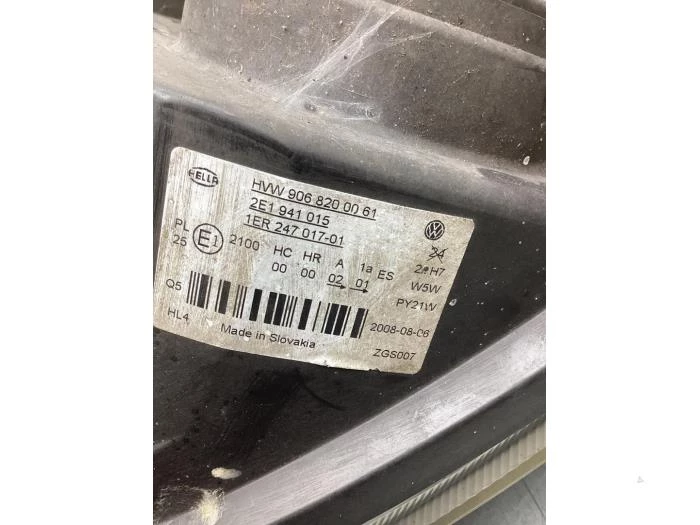 HELLA
HVW 906 820 00 61
2E1 941 015
1ER 247 017-01
PL E1 2100 HC HR A 1a ES
25 00 00 02 01
24
2* H7
W5W
PY21W
Q5
HL4
Made in Slovakia
2008-08-06
ZGS007